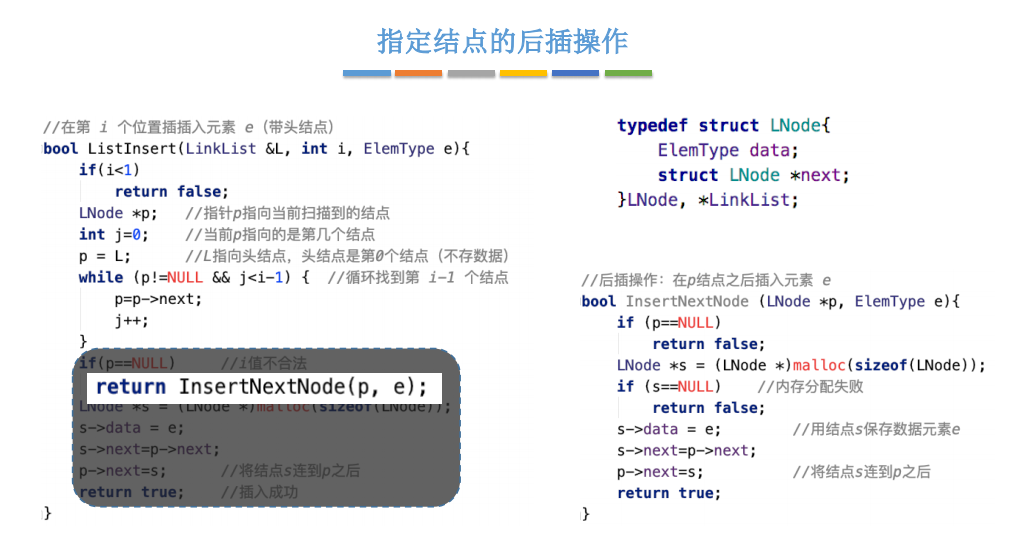 指定结点的后插操作
//在第 i 个位置插插入元素 e（带头结点）
bool ListInsert(LinkList &L, int i, ElemType e){
if(i<1)
return false;
LNode *p; //指针p指向当前扫描到的结点
int j=0; //当前p指向的是第几个结点
p = L; //L指向头结点，头结点是第0个结点（不存数据）
while (p!=NULL && j<i-1) { //循环找到第 i-1 个结点
p=p->next;
j++;
}
if(p==NULL) //i值不合法
return InsertNextNode(p, e);
LNode *s = (LNode *)malloc(sizeof(LNode));
s->data = e;
s->next=p->next;
p->next=s; //将结点s连到p之后
return true; //插入成功
}
typedef struct LNode{
ElemType data;
struct LNode *next;
}LNode, *LinkList;
//后插操作：在p结点之后插入元素 e
bool InsertNextNode (LNode *p, ElemType e){
if (p==NULL)
return false;
LNode *s = (LNode *)malloc(sizeof(LNode));
if (s==NULL) //内存分配失败
return false;
s->data = e; //用结点s保存数据元素e
s->next=p->next;
p->next=s; //将结点s连到p之后
return true;
}